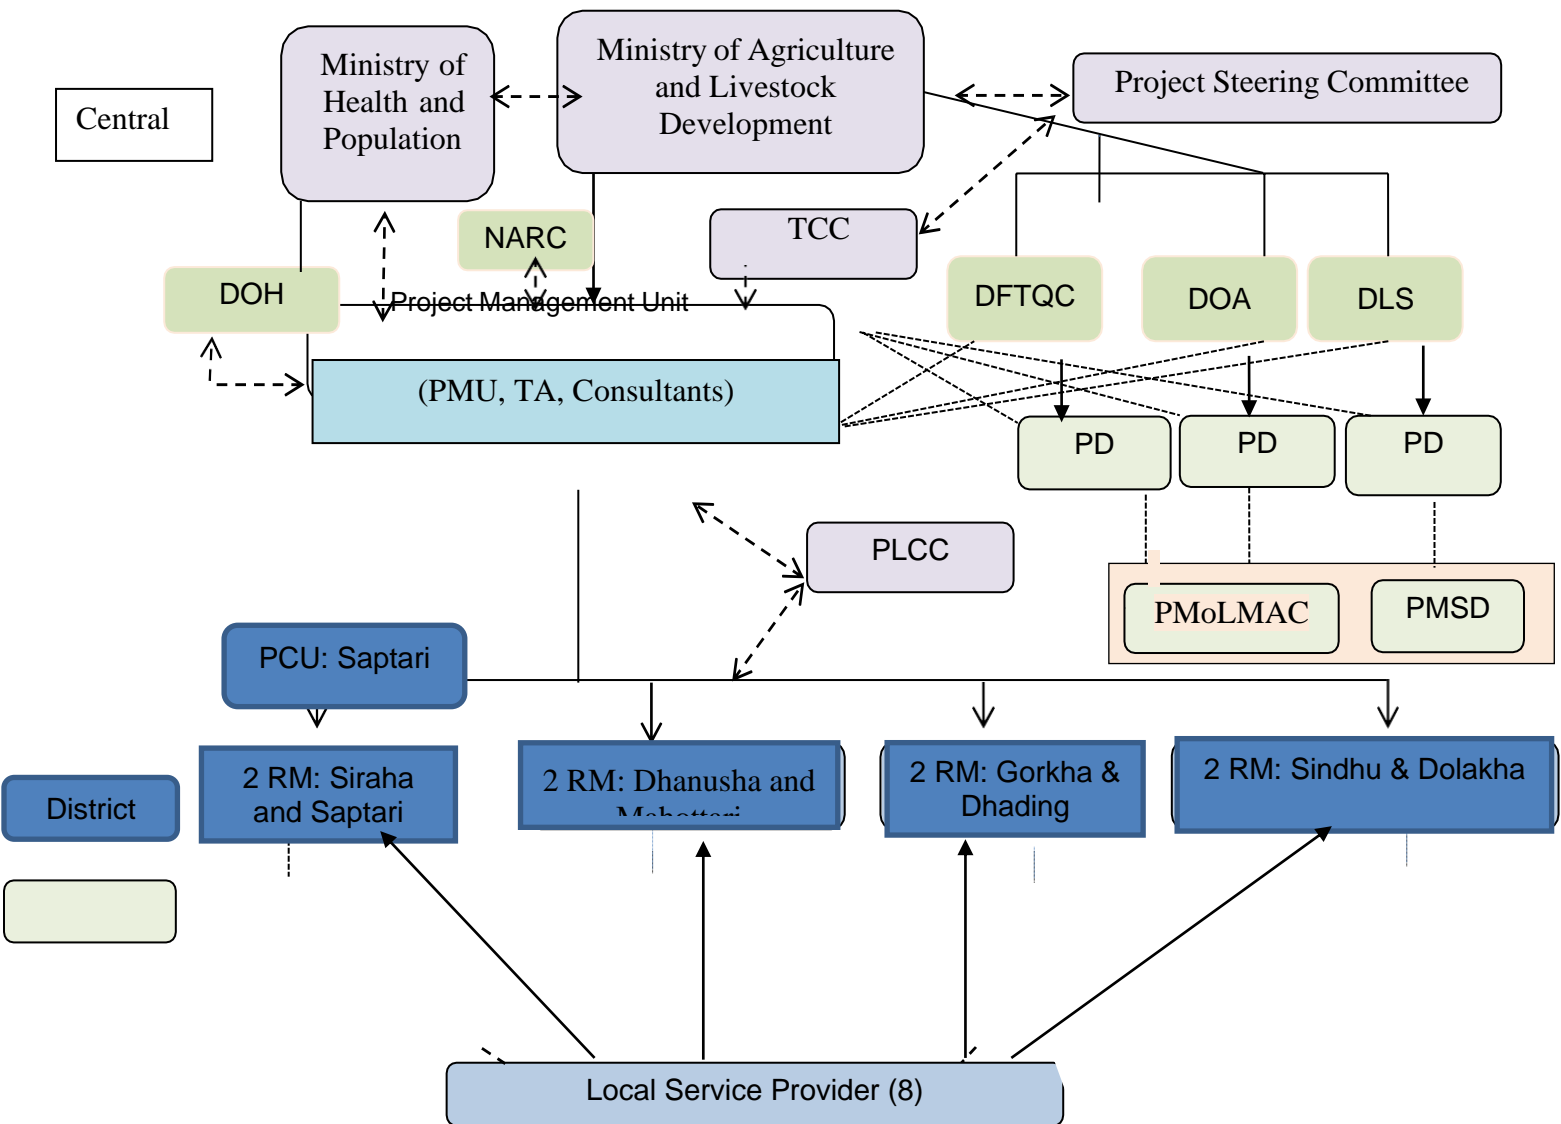 Ministry of
Health and
Population
Ministry of Agriculture
and Livestock
Development
Project Steering Committee
Central
NARC
TCC
DOH
Project Management Unit
DFTQC
DOA
DLS
(PMU, TA, Consultants)
PD
PD
PD
PLCC
PMoLMAC
PMSD
PCU: Saptari
2 RM: Siraha
and Saptari
2 RM: Dhanusha and
Mahottari
2 RM: Gorkha &
Dhading
2 RM: Sindhu & Dolakha
District
Local Service Provider (8)